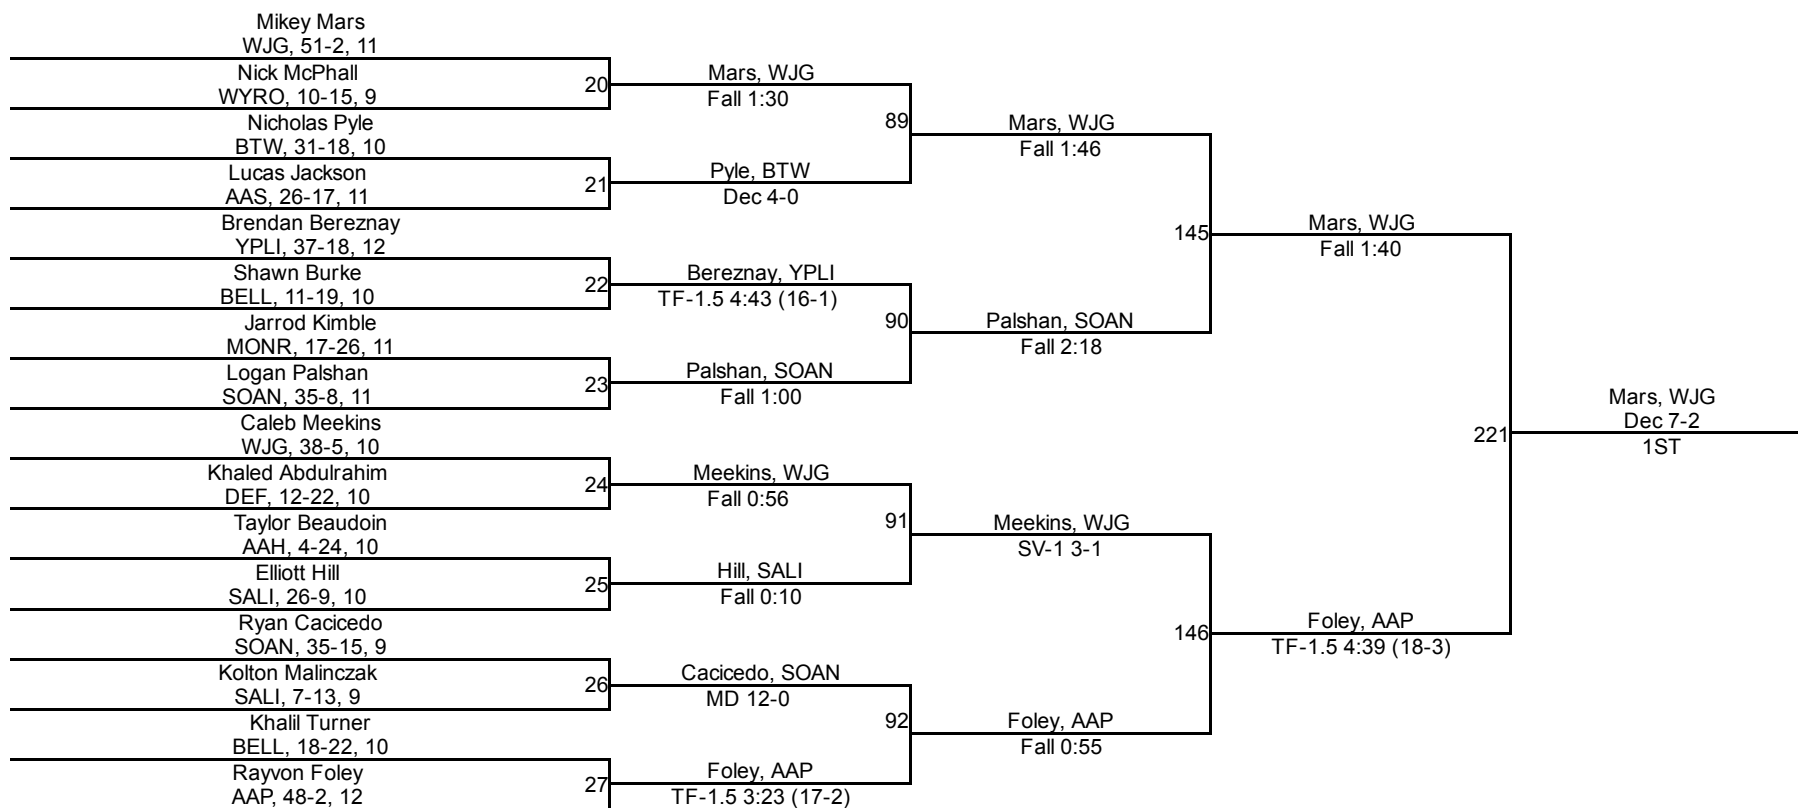 Mikey Mars
WJG, 51-2, 11
Nick McPhall
WYRO, 10-15, 9
Nicholas Pyle
BTW, 31-18, 10
Lucas Jackson
AAS, 26-17, 11
Brendan Bereznay
YPLI, 37-18, 12
Shawn Burke
BELL, 11-19, 10
Jarrod Kimble
MONR, 17-26, 11
Logan Palshan
SOAN, 35-8, 11
Caleb Meekins
WJG, 38-5, 10
Khaled Abdulrahim
DEF, 12-22, 10
Taylor Beaudoin
AAH, 4-24, 10
Elliott Hill
SALI, 26-9, 10
Ryan Cacicedo
SOAN, 35-15, 9
Kolton Malinczak
SALI, 7-13, 9
Khalil Turner
BELL, 18-22, 10
Rayvon Foley
AAP, 48-2, 12
20
21
22
23
24
25
26
27
Mars, WJG
Fall 1:30
Pyle, BTW
Dec 4-0
Bereznay, YPLI
TF-1.5 4:43 (16-1)
Palshan, SOAN
Fall 1:00
Meekins, WJG
Fall 0:56
Hill, SALI
Fall 0:10
Cacicedo, SOAN
MD 12-0
Foley, AAP
TF-1.5 3:23 (17-2)
89
90
91
92
Mars, WJG
Fall 1:46
Palshan, SOAN
Fall 2:18
Meekins, WJG
SV-1 3-1
Foley, AAP
Fall 0:55
145
146
Mars, WJG
Fall 1:40
Foley, AAP
TF-1.5 4:39 (18-3)
221
Mars, WJG
Dec 7-2
1ST